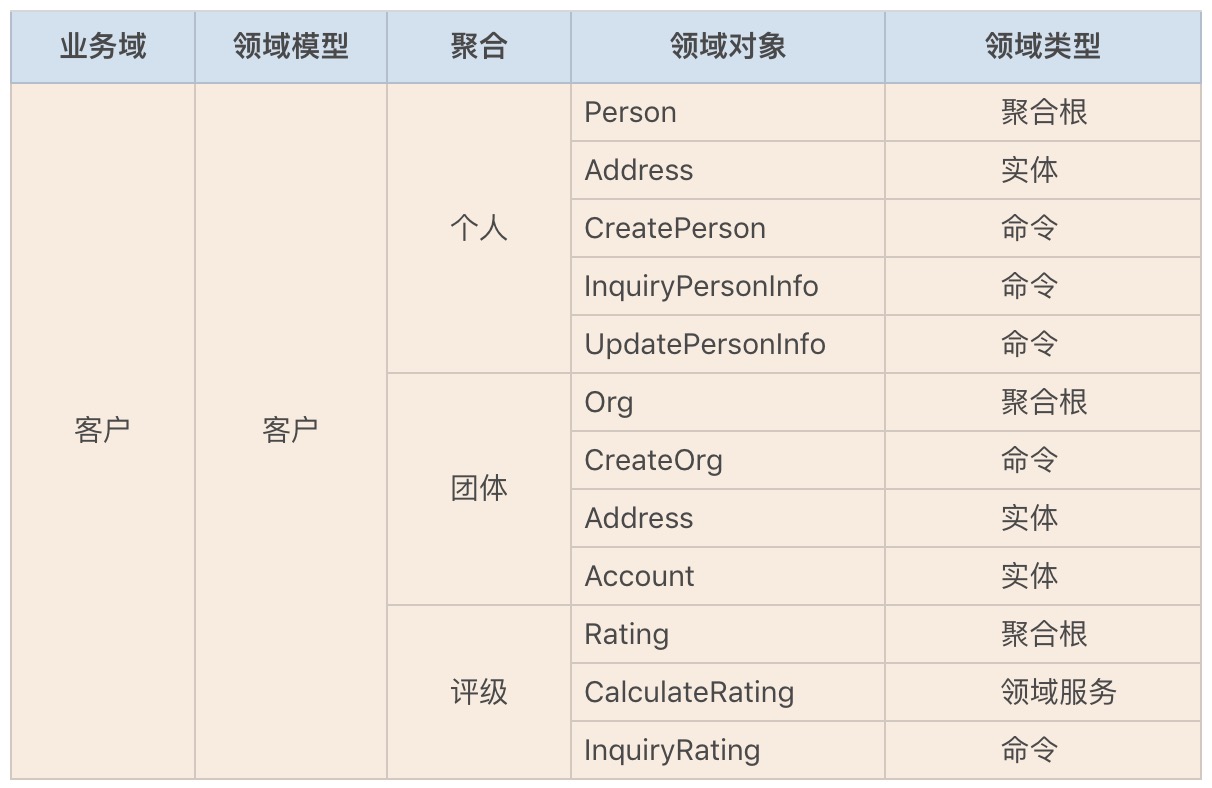 业务域 领域模型 聚合 领域对象 领域类型
Person 聚合根
Address 实体
个人 CreatePerson 命令
InquiryPersonInfo 命令
UpdatePersonInfo 命令
Org 聚合根
客户 客户
CreateOrg 命令
团体
Address 实体
Account 实体
Rating 聚合根
评级 CalculateRating 领域服务
InquiryRating 命令